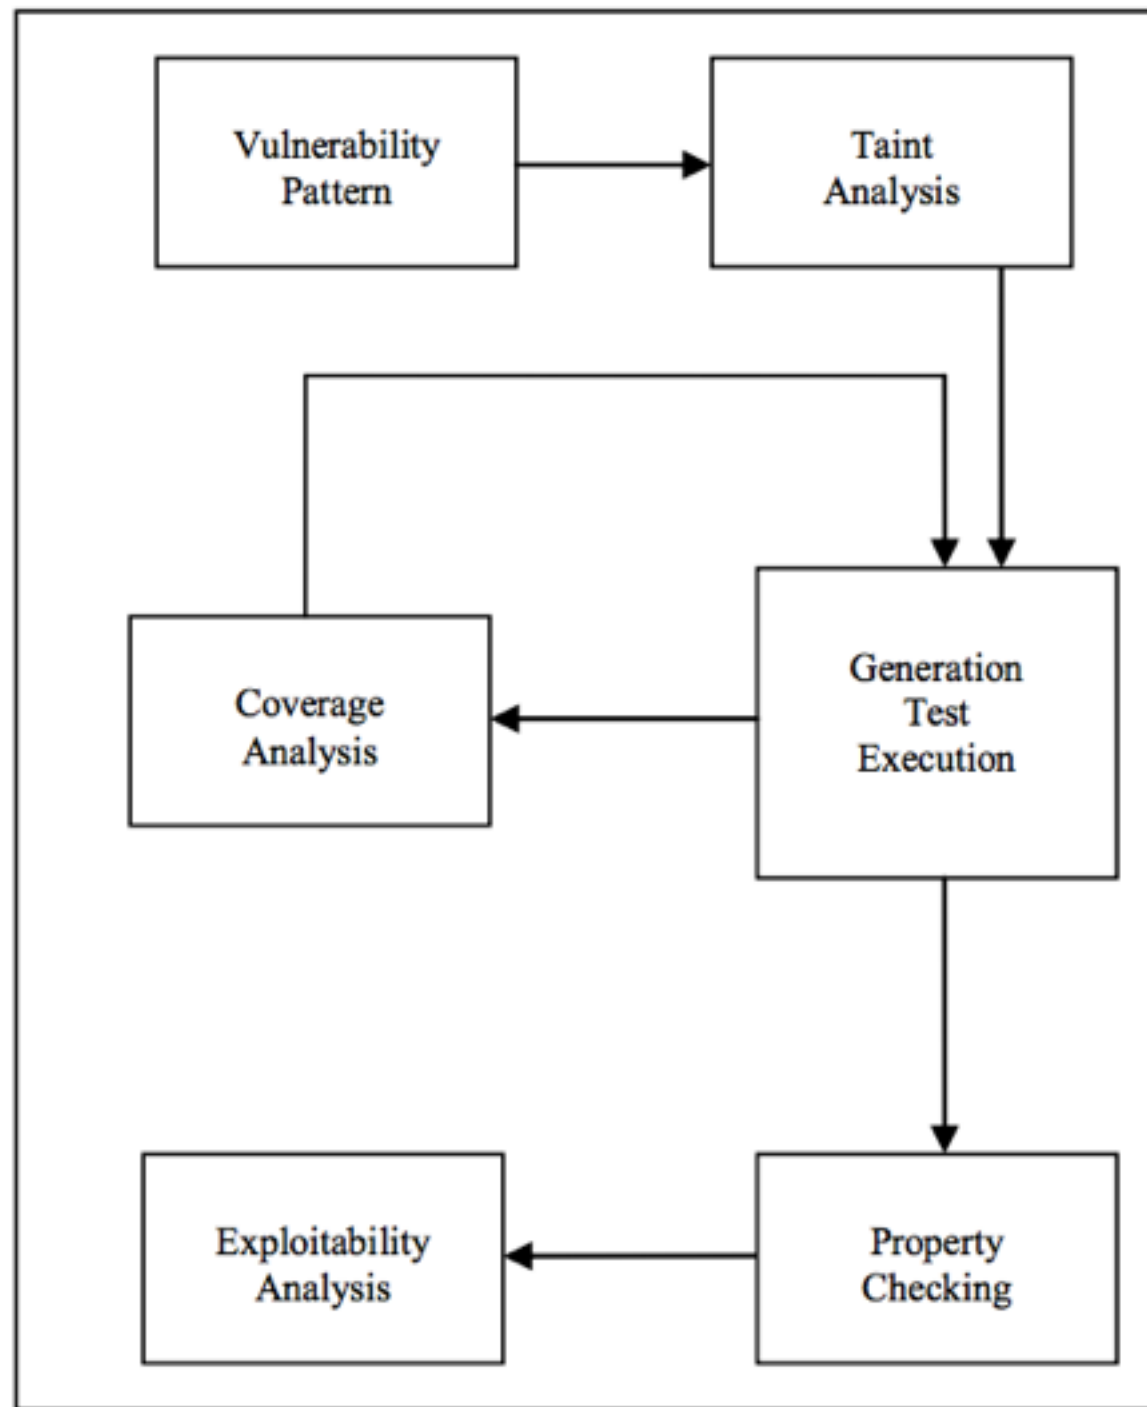 Vulnerability
Pattern
Taint
Analysis
Coverage
Analysis
Generation
Test
Execution
Exploitability
Analysis
Property
Checking